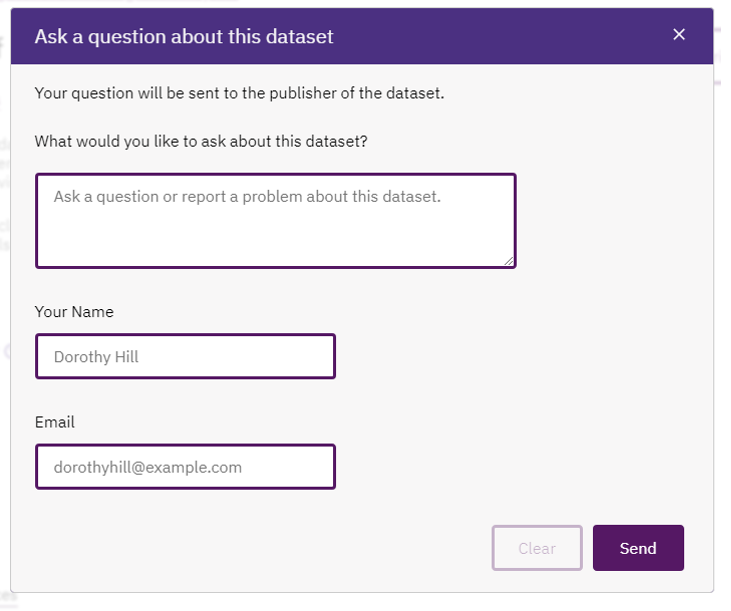 Ask a question about this dataset
Your question will be sent to the publisher of the dataset.
What would you like to ask about this dataset?
Ask a question or report a problem about this dataset.
Your Name
Dorothy Hill
Email
dorothyhill@example.com
Clear
Send